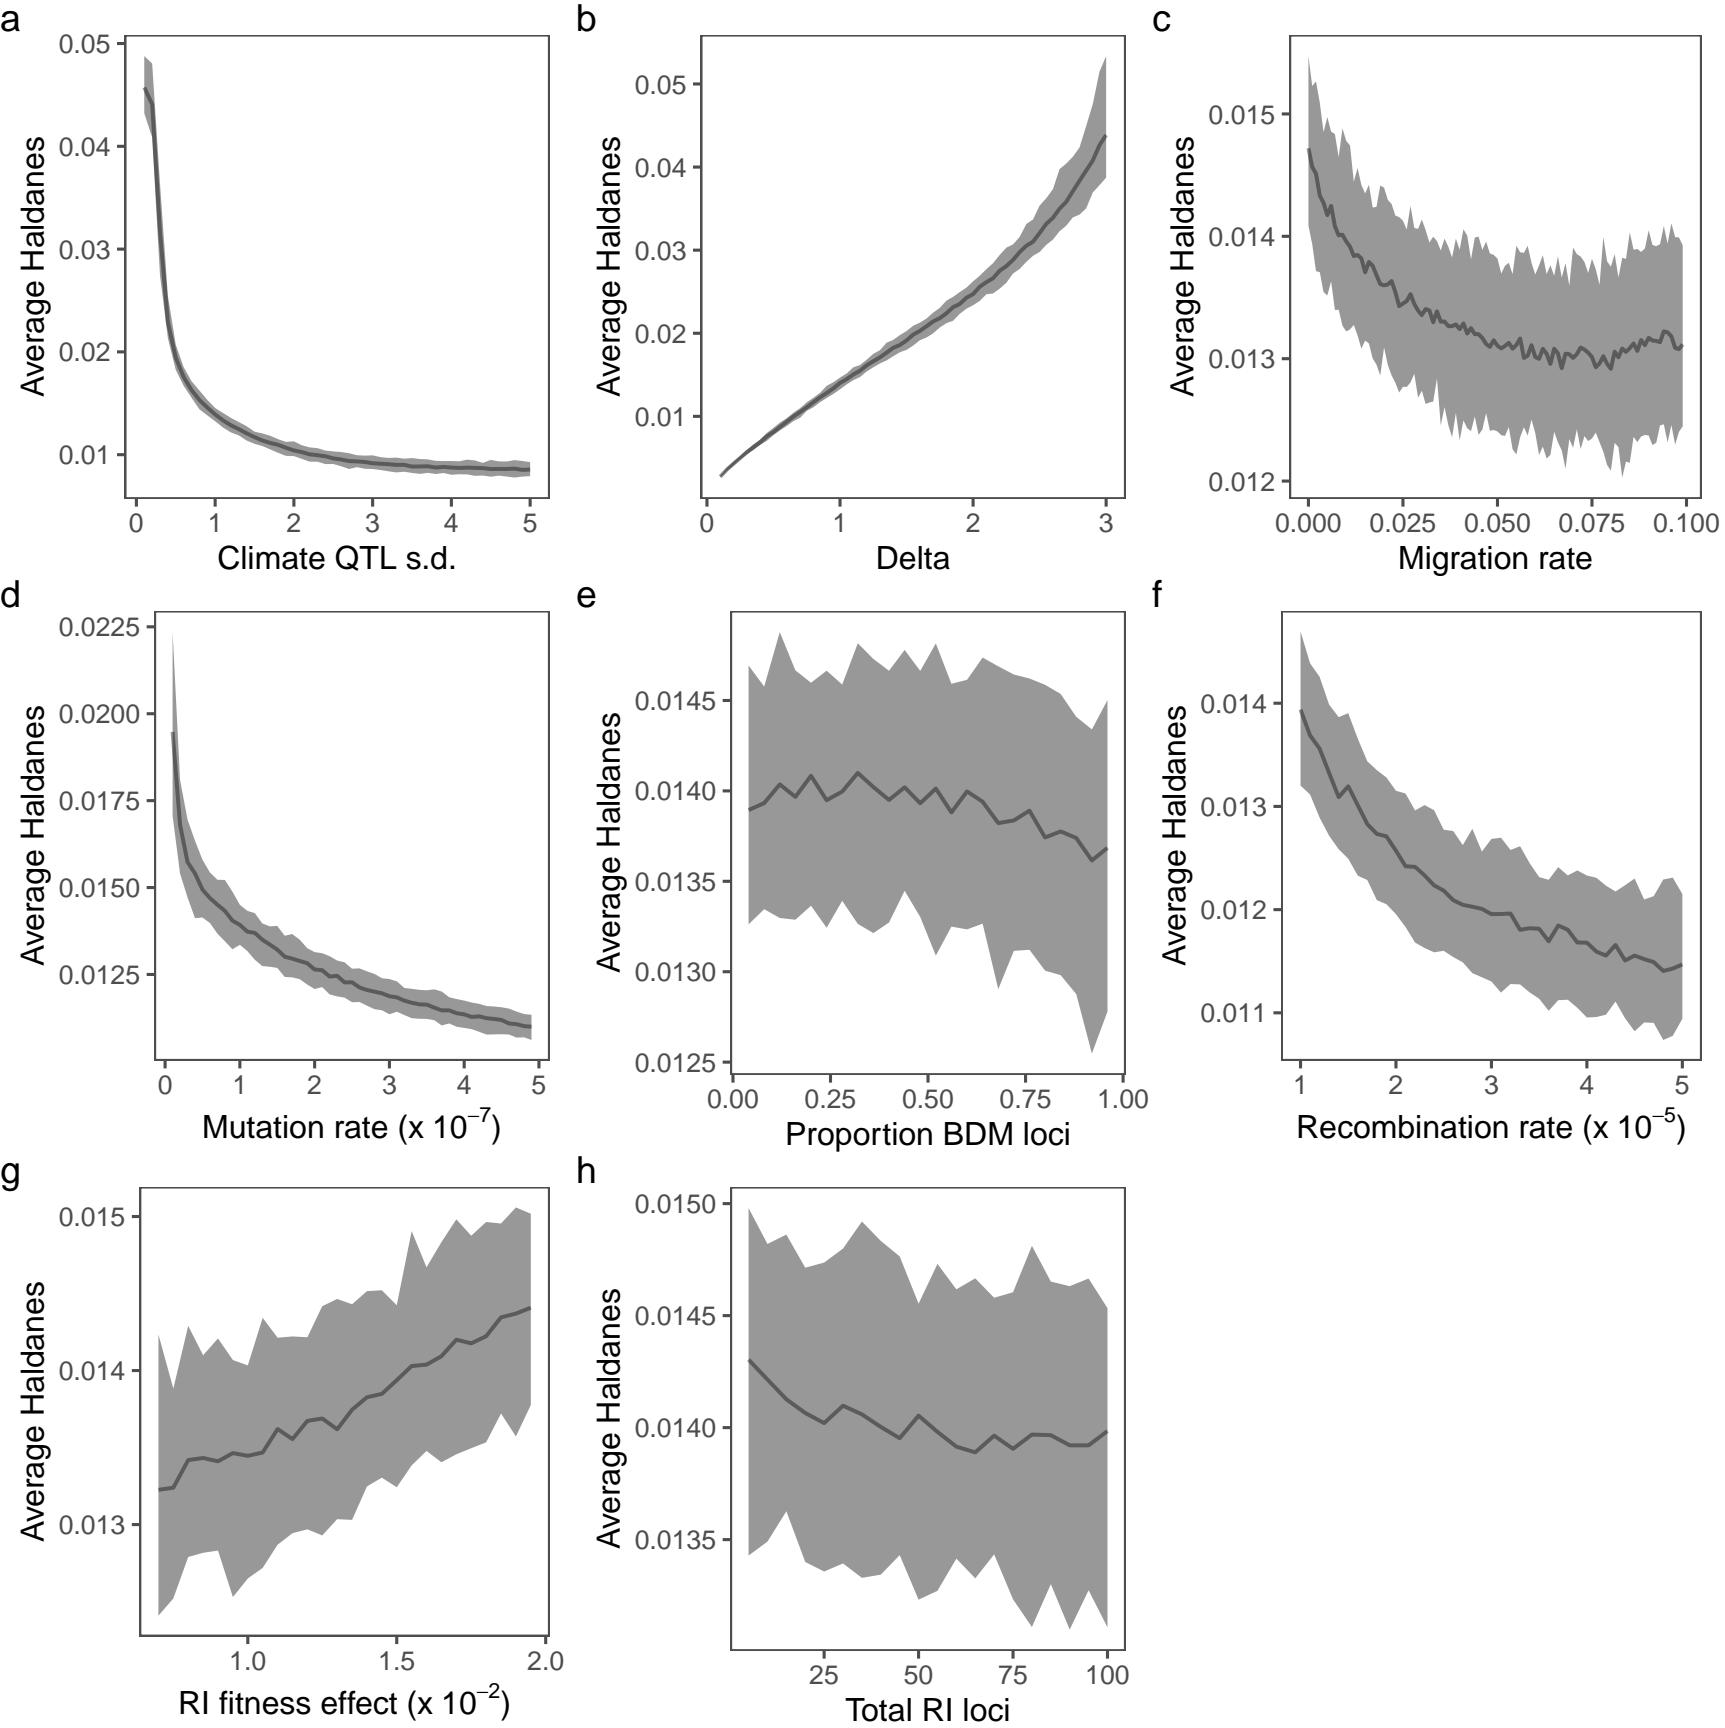 a
b
c
Average Haldanes
0.05
0.04
0.03
0.02
0.01
0 1 2 3 4 5
Climate QTL s.d.
Average Haldanes
0.05
0.04
0.03
0.02
0.01
0 1 2 3
Delta
Average Haldanes
0.015
0.014
0.013
0.012
0.000 0.025 0.050 0.075 0.100
Migration rate
d
e
f
Average Haldanes
0.0225
0.0200
0.0175
0.0150
0.0125
0 1 2 3 4 5
Mutation rate (x 10⁻⁷)
Average Haldanes
0.0145
0.0140
0.0135
0.0130
0.0125
0.00 0.25 0.50 0.75 1.00
Proportion BDM loci
Average Haldanes
0.014
0.013
0.012
0.011
1 2 3 4 5
Recombination rate (x 10⁻⁵)
g
h
Average Haldanes
0.015
0.014
0.013
1.0 1.5 2.0
RI fitness effect (x 10⁻²)
Average Haldanes
0.0150
0.0145
0.0140
0.0135
25 50 75 100
Total RI loci